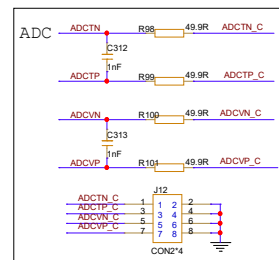 ADC
ADCTN R98 49.9R ADCTN_C
C312
1nF
ADCTP R99 49.9R ADCTP_C
ADCVN R100 49.9R ADCVN_C
C313
1nF
ADCVP R101 49.9R ADCVP_C
J12
ADCTN_C 1 1 2 2
ADCTP_C 3 3 4 4
ADCVN_C 5 5 6 6
ADCVP_C 7 7 8 8
CON2*4